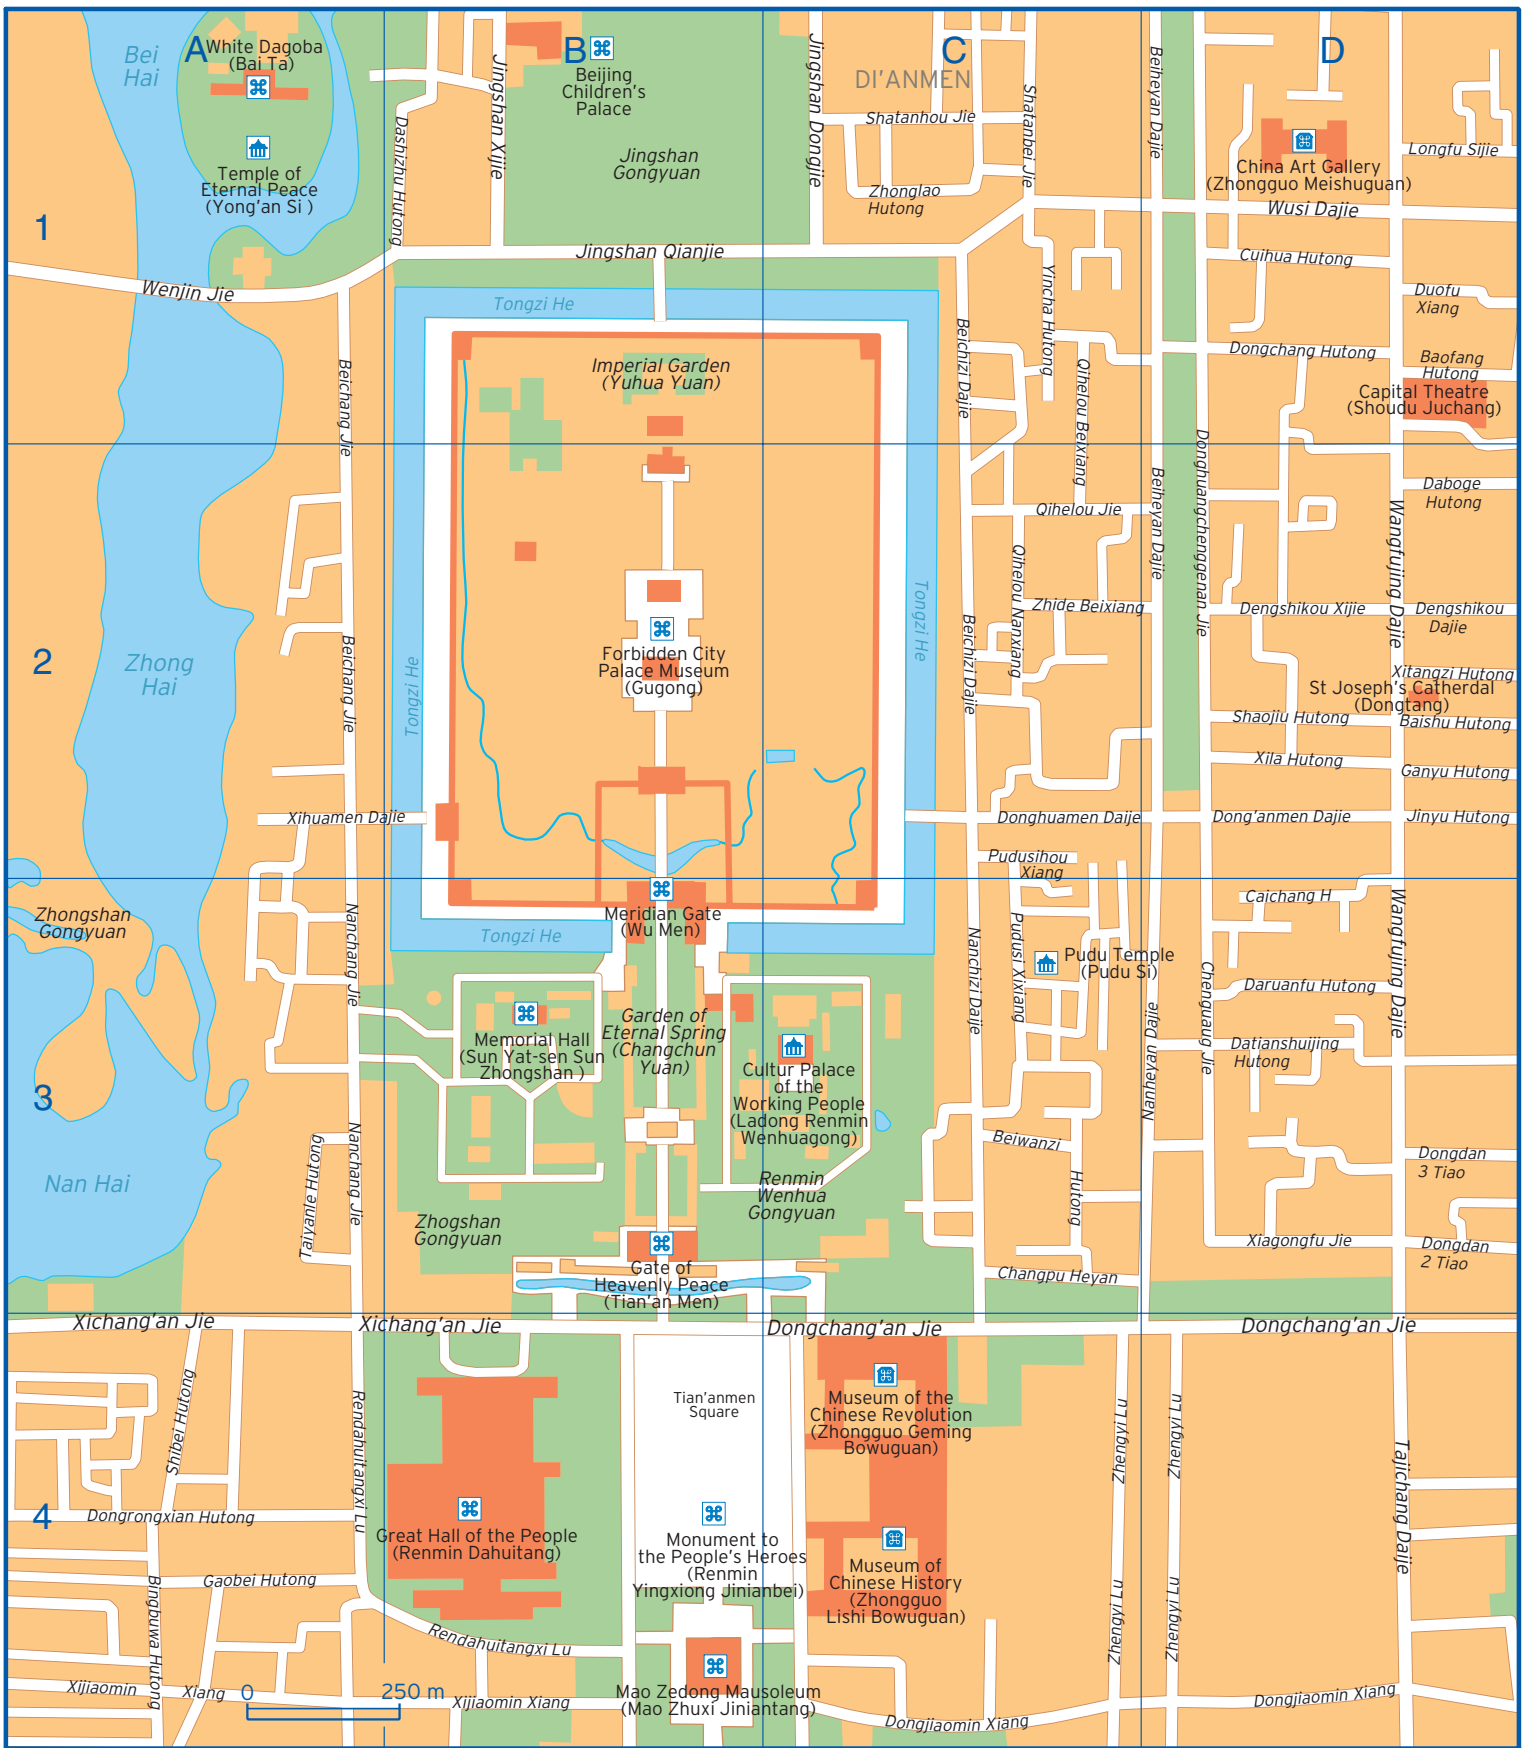 A
B
C
D
1
2
3
4
Bei
Hai
White Dagoba
(Bai Ta)
Temple of
Eternal Peace
(Yong'an Si )
Dashizhu Hutong
Jingshan Xijie
Beijing
Children's
Palace
Jingshan
Gongyuan
Jingshan Dongjie
DI'ANMEN
Shatanhou Jie
Shatanbei Jie
Zhonglao
Hutong
Beiheyan Dajie
China Art Gallery
(Zhongguo Meishuguan)
Longfu Sijie
Wusi Dajie
Cuihua Hutong
Duofu
Xiang
Wenjin Jie
Jingshan Qianjie
Tongzi He
Yincha Hutong
Beichizi Dajie
Dongchang Hutong
Baofang
Hutong
Capital Theatre
(Shoudu Juchang)
Imperial Garden
(Yuhua Yuan)
Beichang Jie
Qihelou Beixiang
Donghuangchenggenan Jie
Daboge
Hutong
Beiheyan Dajie
Qihelou Jie
Wangfujing Dajie
Qihelou Nanxiang
Zhide Beixiang
Dengshikou Xijie
Dengshikou
Dajie
Tongzi He
Tongzi He
Beichizi Dajie
Beichang Jie
Zhong
Hai
Forbidden City
Palace Museum
(Gugong)
Xitangzi Hutong
St Joseph's Catherdal
(Dongtang)
Shaojiu Hutong
Baishu Hutong
Xila Hutong
Ganyu Hutong
Xihuamen Dajie
Donghuamen Daije
Dong'anmen Dajie
Jinyu Hutong
Pudusihou
Xiang
Zhongshan
Gongyuan
Nanchang Jie
Meridian Gate
(Wu Men)
Tongzi He
Caichang H
Wangfujing Dajie
Nanchizi Dajie
Pudusi Xixiang
Pudu Temple
(Pudu Si)
Chenguang Jie
Daruanfu Hutong
Memorial Hall
(Sun Yat-sen Sun
Zhongshan )
Garden of
Eternal Spring
(Changchun
Yuan)
Cultur Palace
of the
Working People
(Ladong Renmin
Wenhuagong)
Nanheyan Dajie
Datianshuijing
Hutong
Nan Hai
Taiyanle Hutong
Nanchang Jie
Beiwanzi
Hutong
Dongdan
3 Tiao
Renmin
Wenhua
Gongyuan
Zhogshan
Gongyuan
Xiagongfu Jie
Dongdan
2 Tiao
Gate of
Heavenly Peace
(Tian'an Men)
Changpu Heyan
Xichang'an Jie
Xichang'an Jie
Dongchang'an Jie
Dongchang'an Jie
Shibei Hutong
Rendahuitangxi Lu
Tian'anmen
Square
Museum of the
Chinese Revolution
(Zhongguo Geming
Bowuguan)
Zhengyi Lu
Zhengyi Lu
Tajichang Dajie
Dongrongxian Hutong
Great Hall of the People
(Renmin Dahuitang)
Monument to
the People's Heroes
(Renmin
Yingxiong Jinianbei)
Museum of
Chinese History
(Zhongguo
Lishi Bowuguan)
Gaobei Hutong
Bingbuwa Hutong
Zhengyi Lu
Zhengyi Lu
Rendahuitangxi Lu
Xijiaomin
Xiang
0
250 m
Xijiaomin Xiang
Mao Zedong Mausoleum
(Mao Zhuxi Jiniantang)
Dongjiaomin Xiang
Dongjiaomin Xiang